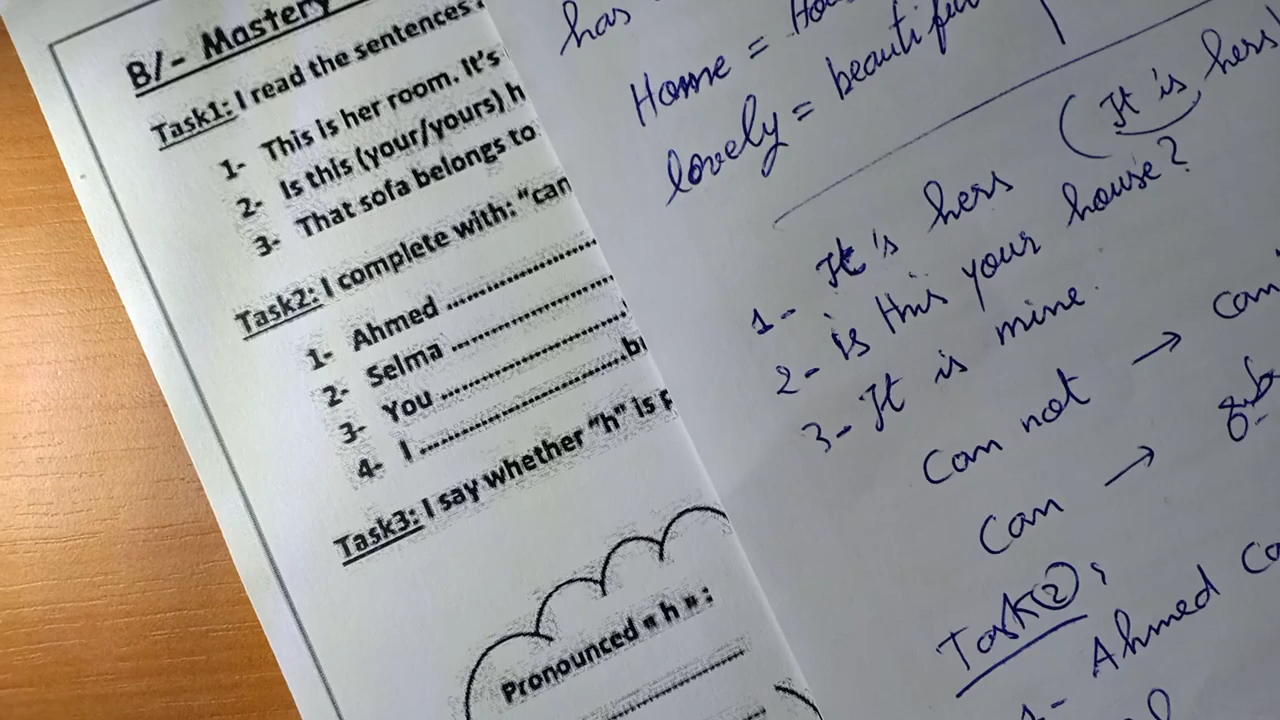 B/- Mastery
Task1: I read the sentences
1- This is her room. It's
2- Is this (your/yours) h
3- That sofa belongs to
Task2: I complete with: "can
1- Ahmed ....................
2- Selma ....................
3- You ....................
4- I ....................
Task3: I say whether "h" is
Pronounced « h » :
has
Home =
lovely = beautiful
(It is hers
1- It's hers
2- is this your house?
3- It is mine.
Can not → can
Can →
Task(2):
1- Ahmed